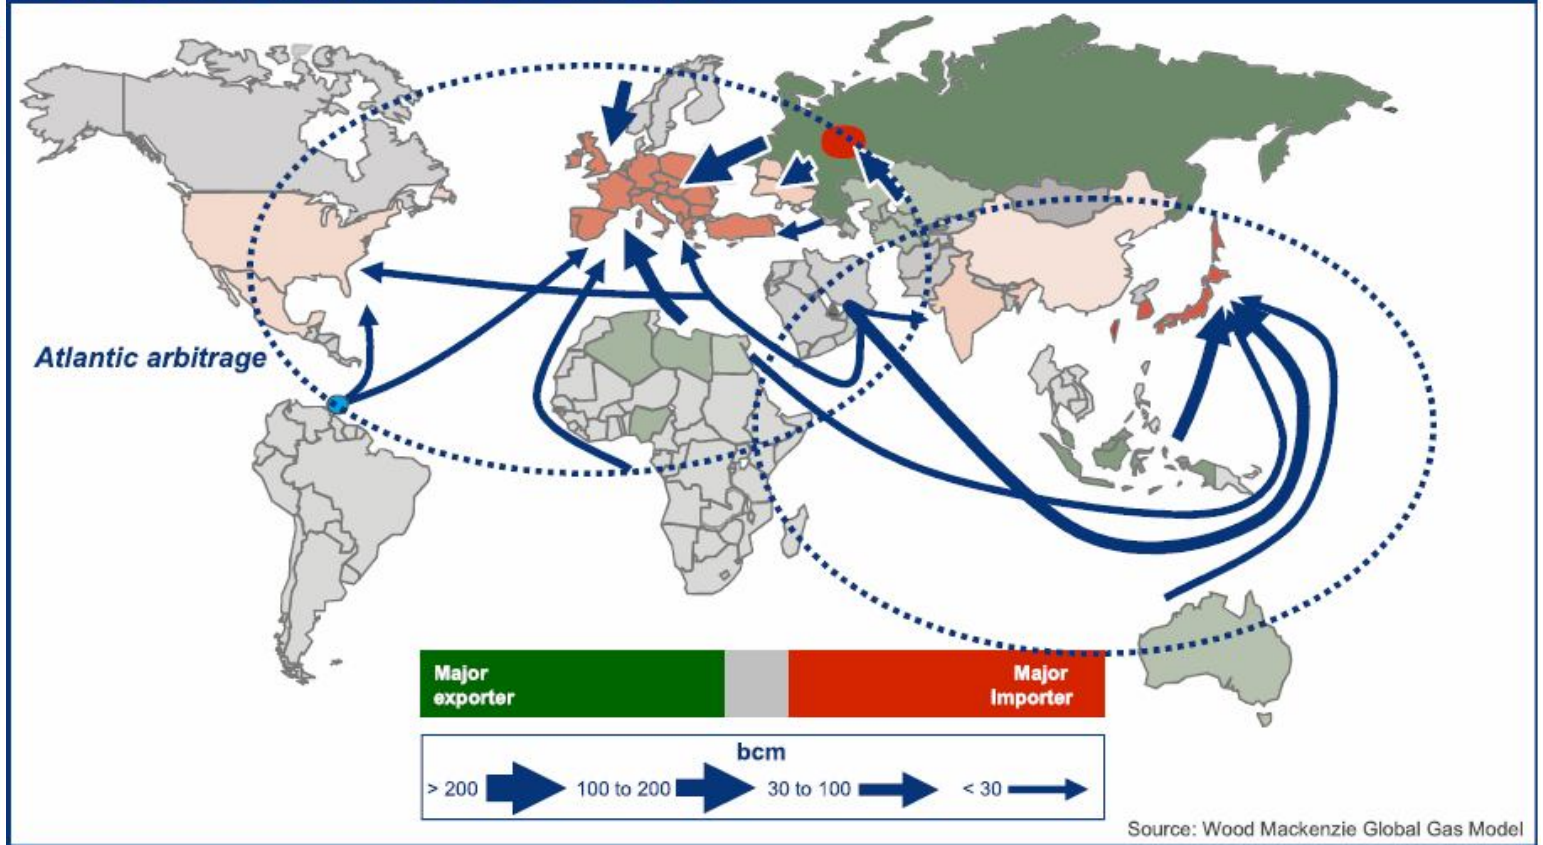 Atlantic arbitrage
Major
exporter
Major
Importer
bcm
> 200
100 to 200
30 to 100
< 30
Source: Wood Mackenzie Global Gas Model